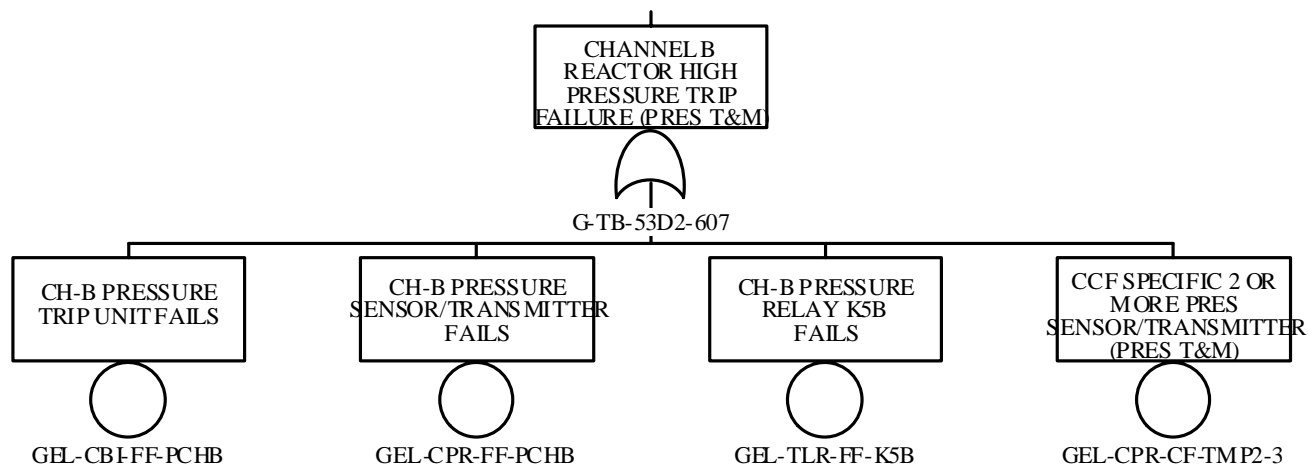 CHANNEL B
REACTOR HIGH
PRESSURE TRIP
FAILURE (PRES T&M)
G-TB-53D2-607
CH-B PRESSURE
TRIP UNIT FAILS
GEL-CBI-FF-PCHB
CH-B PRESSURE
SENSOR/TRANSMITTER
FAILS
GEL-CPR-FF-PCHB
CH-B PRESSURE
RELAY K5B
FAILS
GEL-TLR-FF-K5B
CCF SPECIFIC 2 OR
MORE PRES
SENSOR/TRANSMITTER
(PRES T&M)
GEL-CPR-CF-TMP2-3